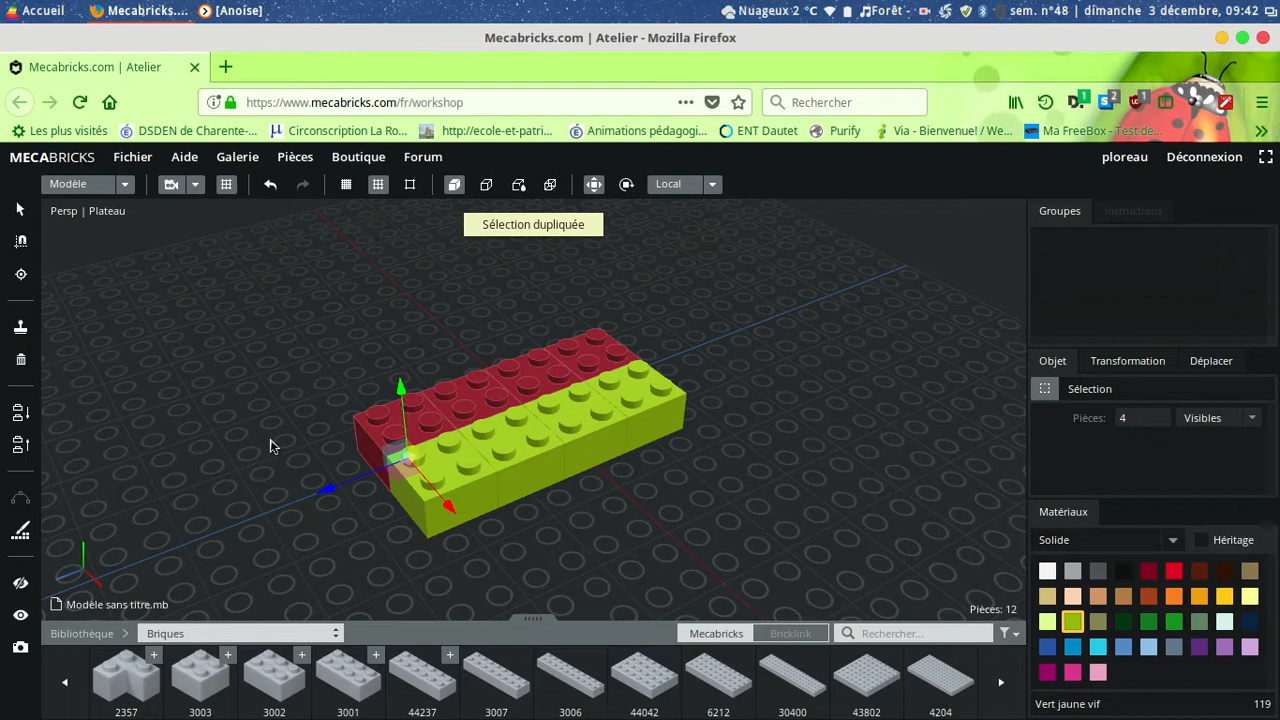 Accueil Mecabricks.... [Anoise] Nuageux 2 °C Forêt sem. n°48 | dimanche 3 décembre, 09:42
Mecabricks.com | Atelier - Mozilla Firefox
Mecabricks.com | Atelier
https://www.mecabricks.com/fr/workshop Rechercher 1 2 1
Les plus visités DSDEN de Charente-... Circonscription La Ro... http://ecole-et-patri... Animations pédagogi... ENT Dautet Purify Via - Bienvenue! / We... Ma FreeBox - Test de...
MECABRICKS Fichier Aide Galerie Pièces Boutique Forum ploreau Déconnexion
Modèle Local
Persp | Plateau Sélection dupliquée Groupes Instructions
Objet Transformation Déplacer
Sélection
Pièces: 4 Visibles
Matériaux
Solide Héritage
Modèle sans titre.mb Pièces: 12
Bibliothèque Briques Mecabricks Bricklink Rechercher...
2357 3003 3002 3001 44237 3007 3006 44042 6212 30400 43802 4204
Vert jaune vif 119